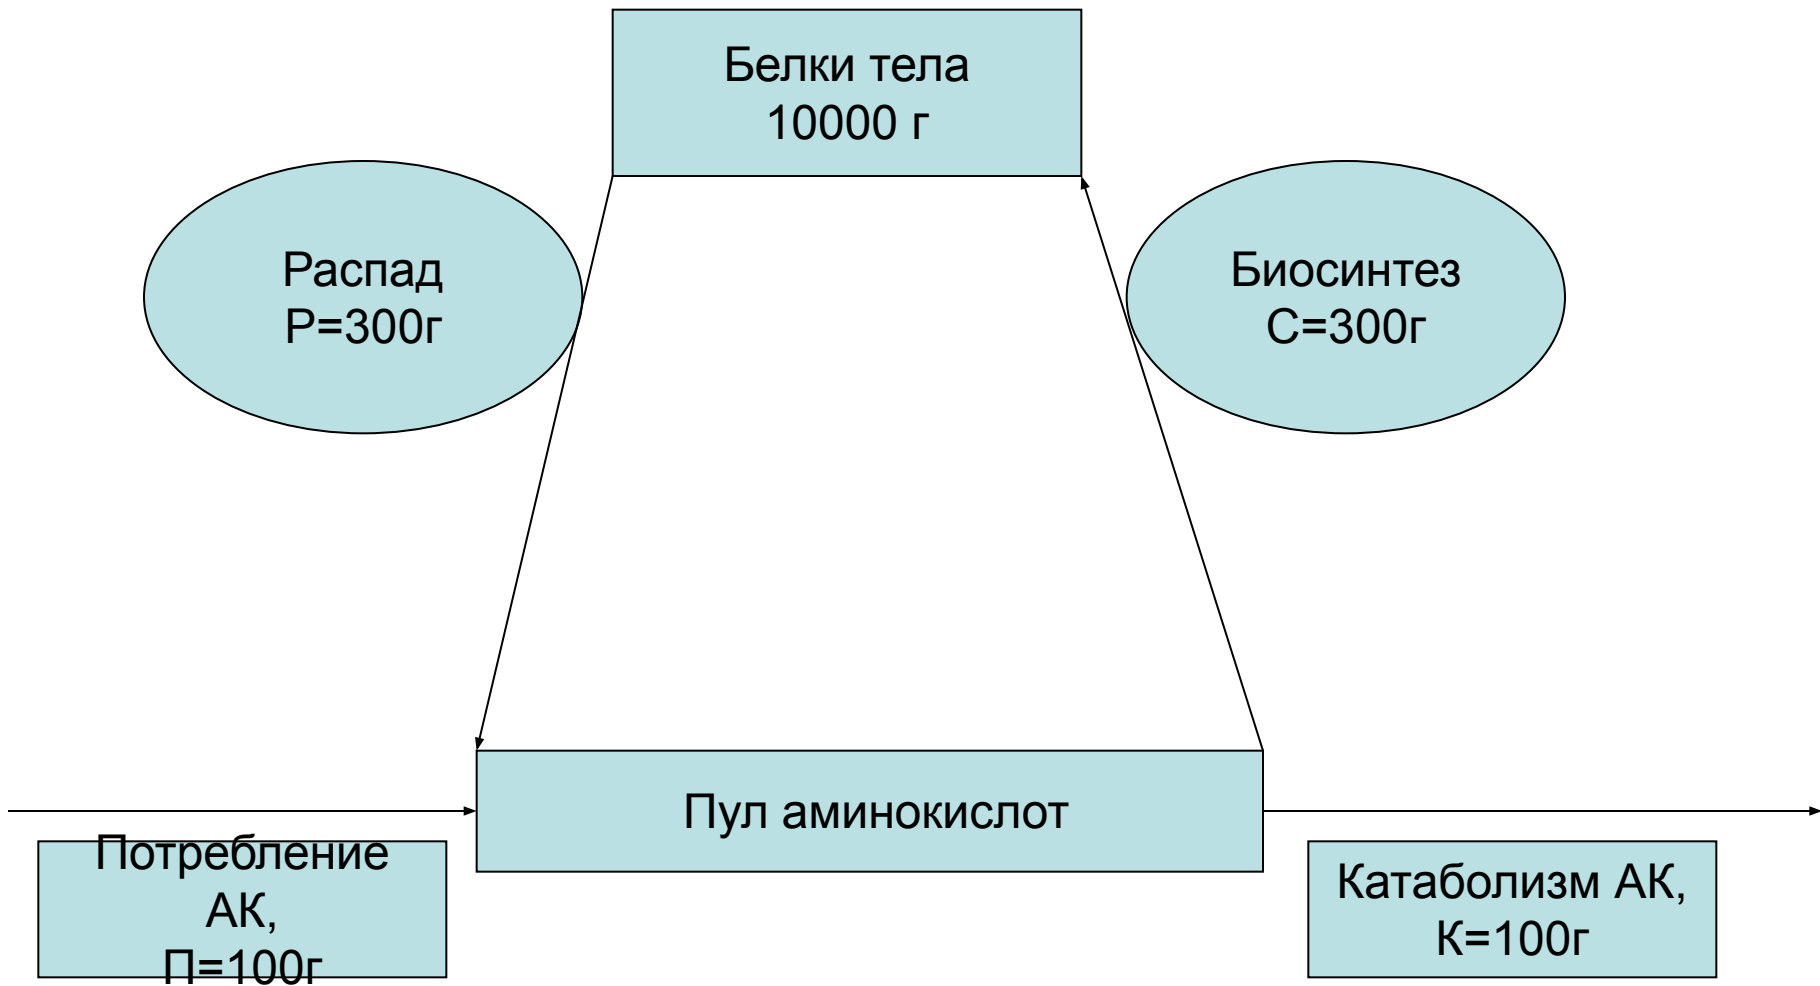 Белки тела
10000 г
Распад
Р=300г
Биосинтез
С=300г
Пул аминокислот
Потребление
АК,
П=100г
Катаболизм АК,
К=100г